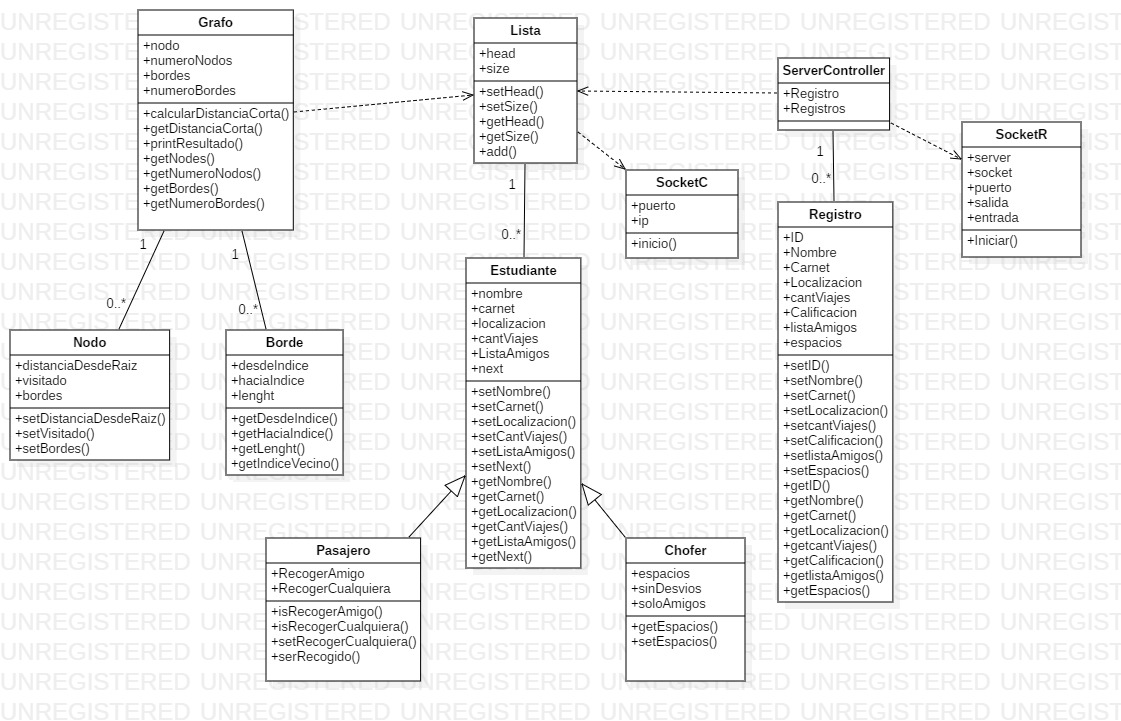 Grafo
+nodo
+numeroNodos
+bordes
+numeroBordes
+calcularDistanciaCorta()
+getDistanciaCorta()
+printResultado()
+getNodes()
+getNumeroNodos()
+getBordes()
+getNumeroBordes()
Lista
+head
+size
+setHead()
+setSize()
+getHead()
+getSize()
+add()
ServerController
+Registro
+Registros
SocketR
+server
+socket
+puerto
+salida
+entrada
+Iniciar()
SocketC
+puerto
+ip
+inicio()
1
0..*
1
0..*
1
0..*
1
0..*
Nodo
+distanciaDesdeRaiz
+visitado
+bordes
+setDistanciaDesdeRaiz()
+setVisitado()
+setBordes()
Borde
+desdeIndice
+haciaIndice
+lenght
+getDesdeIndice()
+getHaciaIndice()
+getLenght()
+getIndiceVecino()
Estudiante
+nombre
+carnet
+localizacion
+cantViajes
+ListaAmigos
+next
+setNombre()
+setCarnet()
+setLocalizacion()
+setCantViajes()
+setListaAmigos()
+setNext()
+getNombre()
+getCarnet()
+getLocalizacion()
+getCantViajes()
+getListaAmigos()
+getNext()
Registro
+ID
+Nombre
+Carnet
+Localizacion
+cantViajes
+Calificacion
+listaAmigos
+espacios
+setID()
+setNombre()
+setCarnet()
+setLocalizacion()
+setcantViajes()
+setCalificacion()
+setlistaAmigos()
+setEspacios()
+getID()
+getNombre()
+getCarnet()
+getLocalizacion()
+getcantViajes()
+getCalificacion()
+getlistaAmigos()
+getEspacios()
Pasajero
+RecogerAmigo
+RecogerCualquiera
+isRecogerAmigo()
+isRecogerCualquiera()
+setRecogerCualquiera()
+serRecogido()
Chofer
+espacios
+sinDesvios
+soloAmigos
+getEspacios()
+setEspacios()
UNREGISTERED